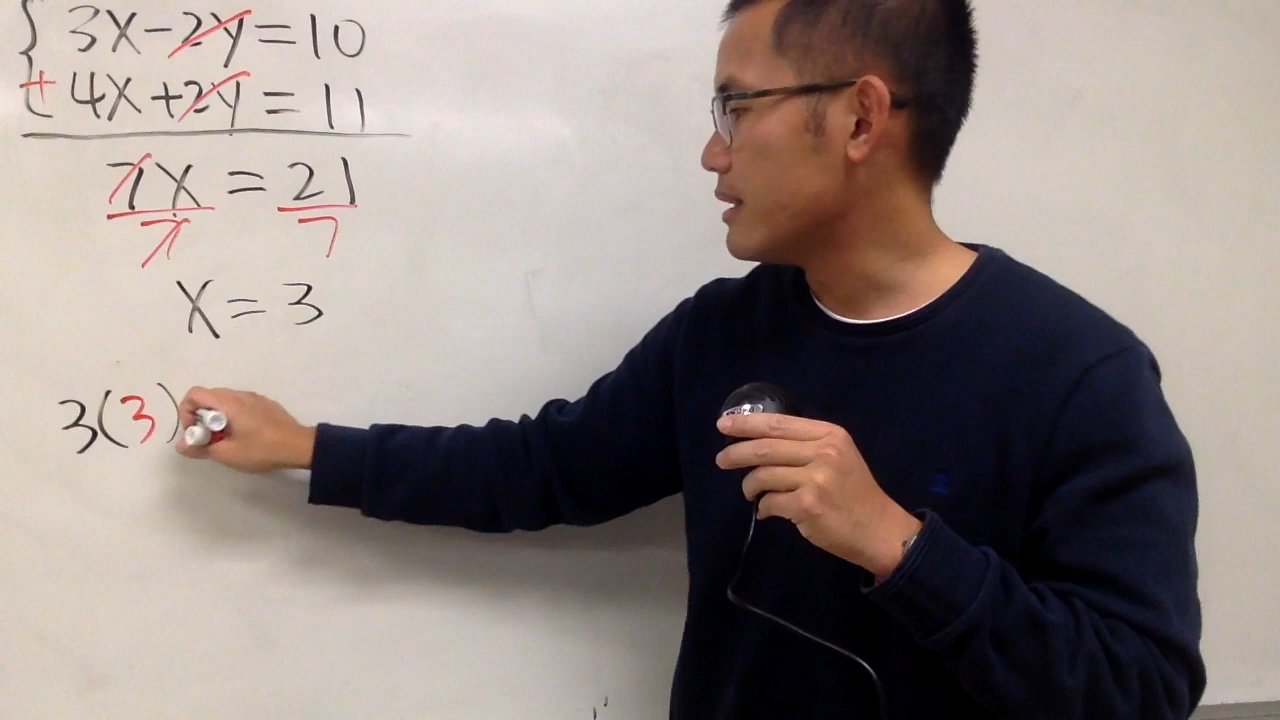 3x-2y=10
+ 4x+2y=11
7x = 21
7 7
x=3
3(3)